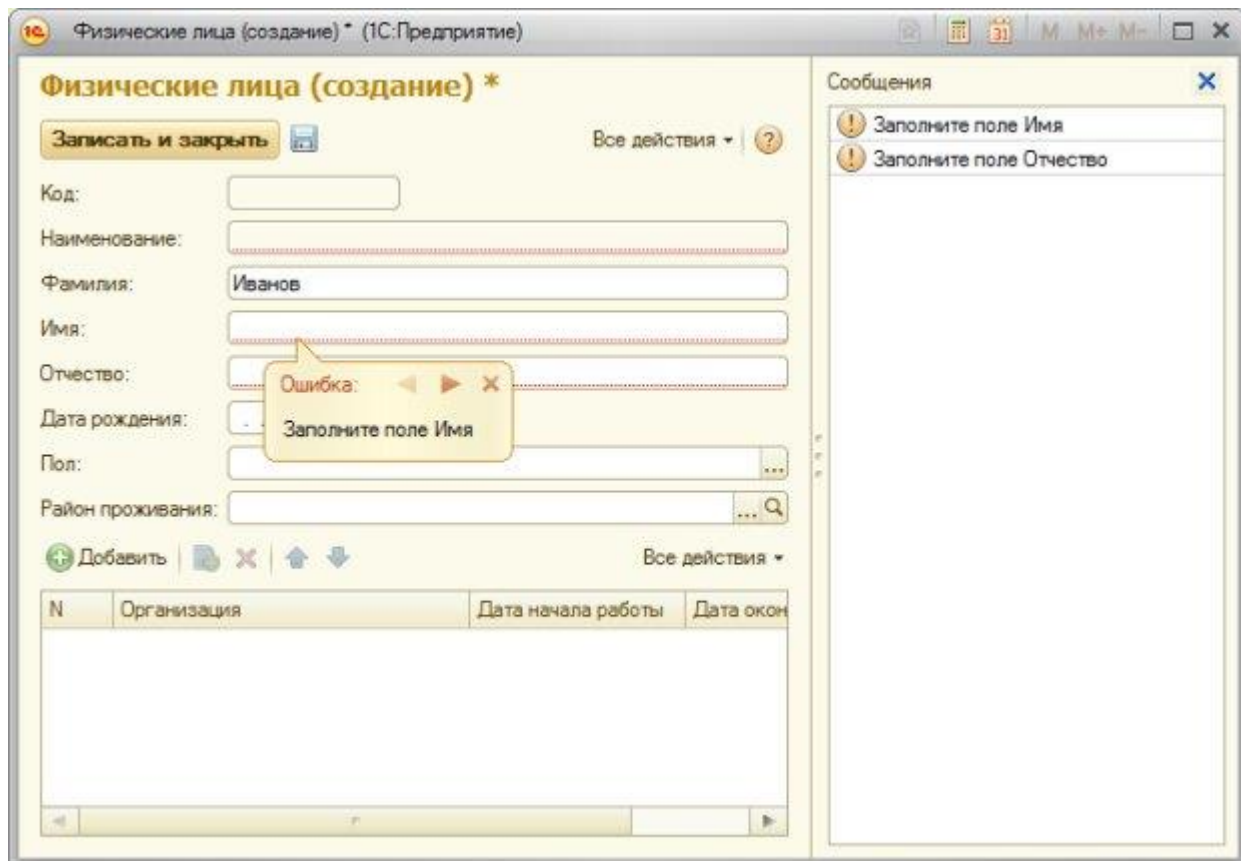 1С Физические лица (создание) * (1С:Предприятие) 31 M M+ M-
Физические лица (создание) *
Записать и закрыть Все действия ?
Код:
Наименование:
Фамилия: Иванов
Имя:
Отчество:
Ошибка:
Заполните поле Имя
Дата рождения: . .
Пол: ...
Район проживания: ...
Добавить Все действия
N Организация Дата начала работы Дата окон
Сообщения
! Заполните поле Имя
! Заполните поле Отчество